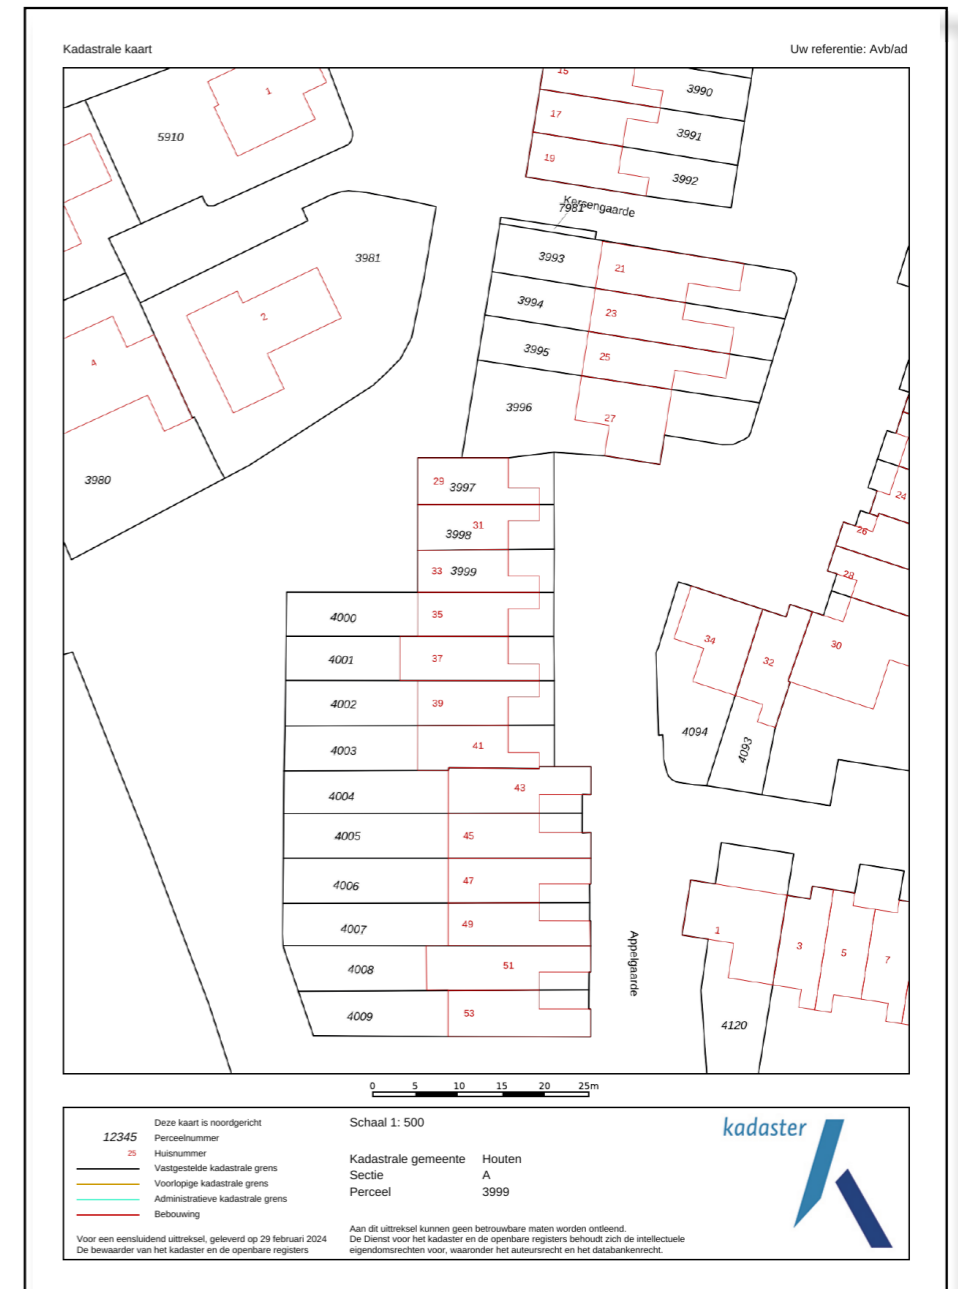 Kadastrale kaart
Uw referentie: Avb/ad
15
3990
1
5910
17
3991
19
3992
Kersengaarde
7981
3981
3993
21
2
3994
23
3995
25
4
3996
27
3980
29
3997
24
31
3998
26
33
3999
28
4000
35
34
30
4001
37
32
4002
39
4094
4093
4003
41
4004
43
4005
45
4006
47
4007
49
1
3
5
7
4008
51
Appelgaarde
4009
53
4120
0 5 10 15 20 25m
Deze kaart is noordgericht
12345 Perceelnummer
25 Huisnummer
Vastgestelde kadastrale grens
Voorlopige kadastrale grens
Administratieve kadastrale grens
Bebouwing
Voor een eensluidend uittreksel, geleverd op 29 februari 2024
De bewaarder van het kadaster en de openbare registers
Schaal 1: 500
Kadastrale gemeente Houten
Sectie A
Perceel 3999
Aan dit uittreksel kunnen geen betrouwbare maten worden ontleend.
De Dienst voor het kadaster en de openbare registers behoudt zich de intellectuele
eigendomsrechten voor, waaronder het auteursrecht en het databankenrecht.
kadaster